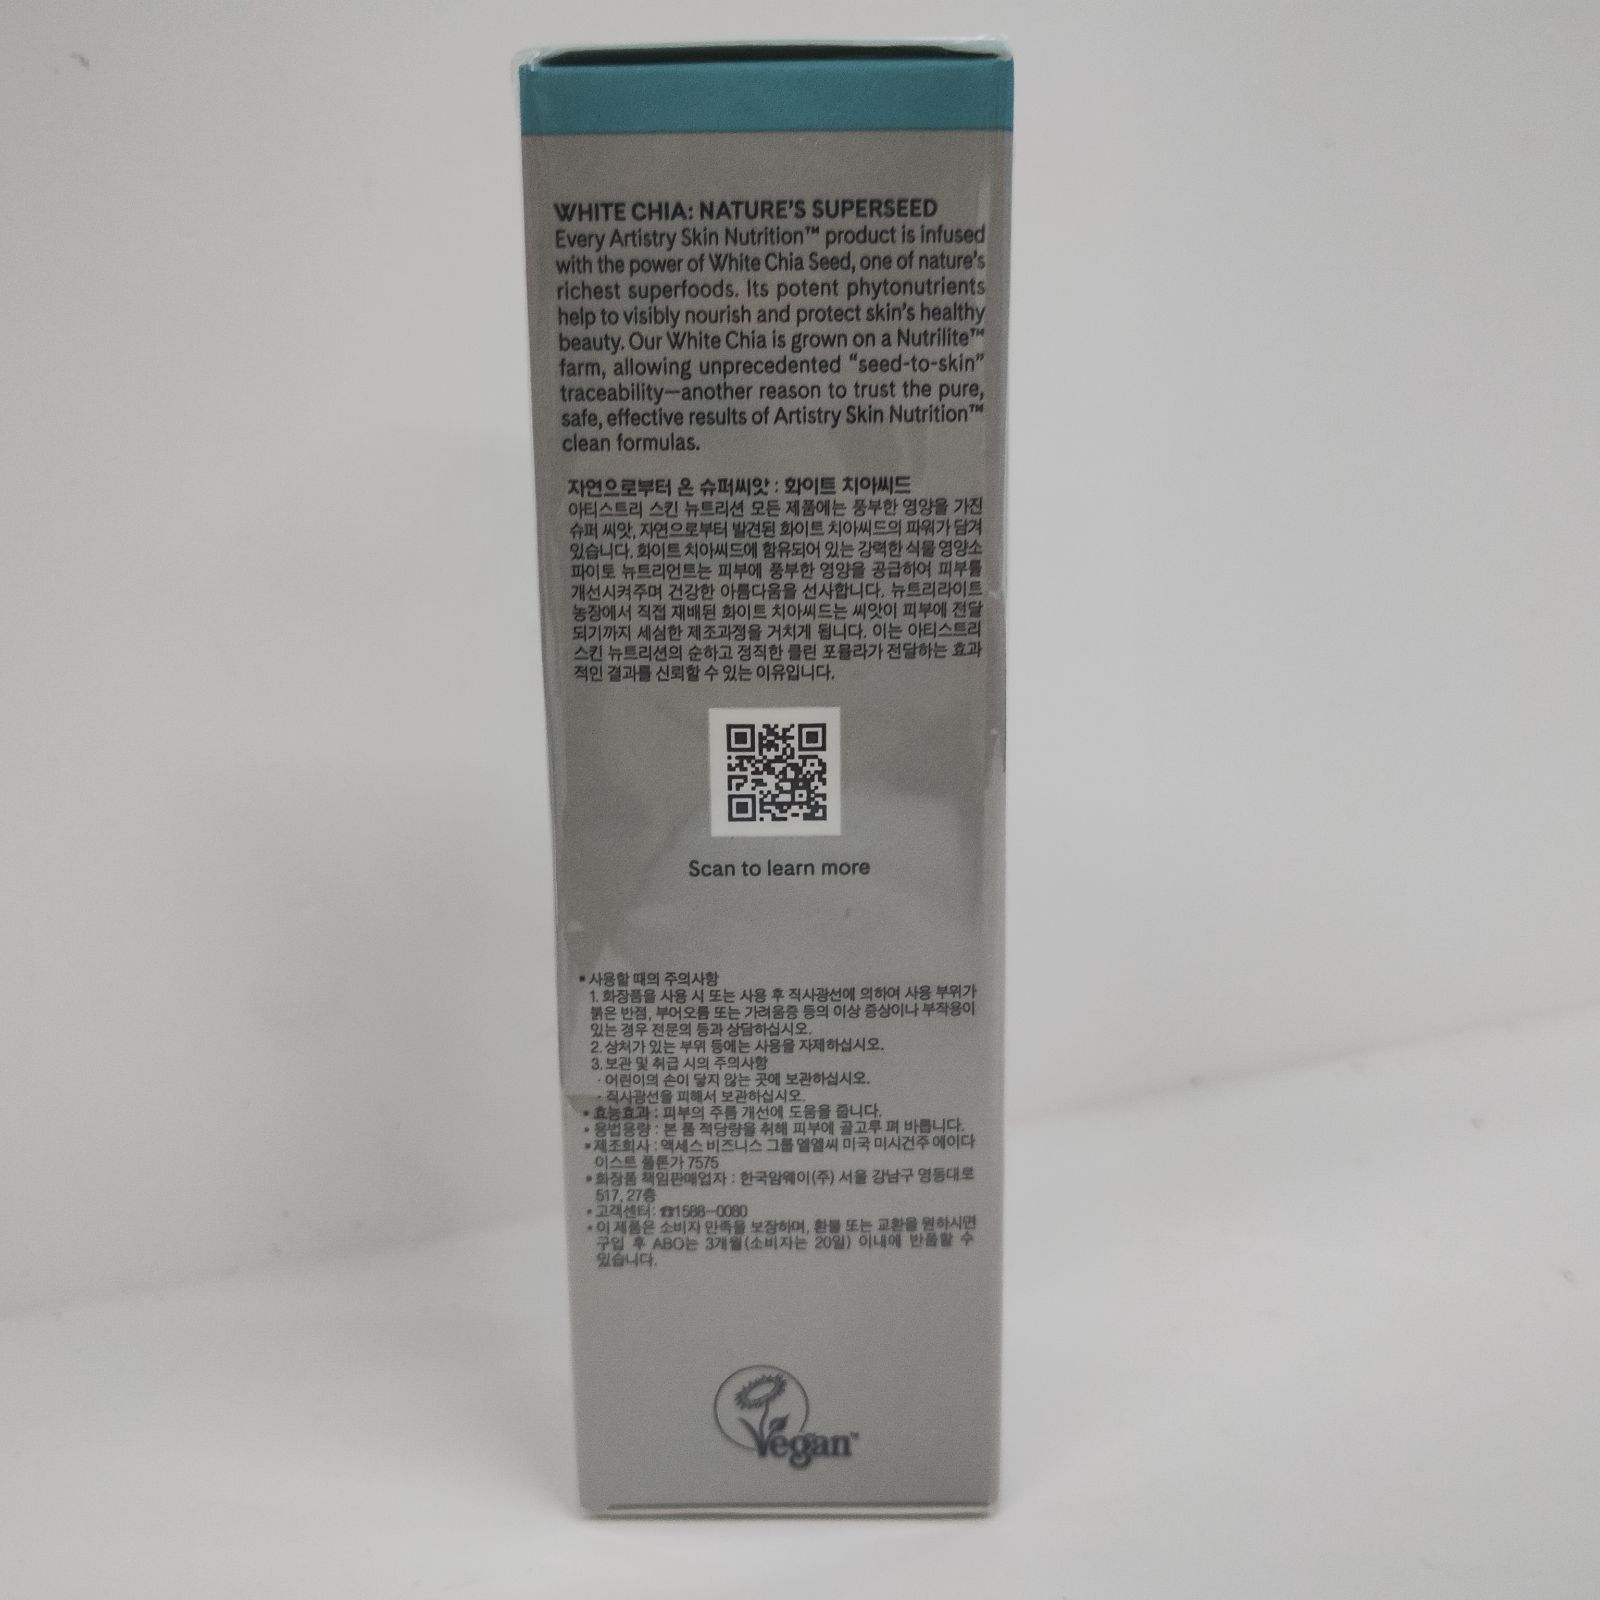 WHITE CHIA: NATURE'S SUPERSEED
Every Artistry Skin Nutrition™ product is infused
with the power of White Chia Seed, one of nature's
richest superfoods. Its potent phytonutrients
help to visibly nourish and protect skin's healthy
beauty. Our White Chia is grown on a Nutrilite™
farm, allowing unprecedented “seed-to-skin”
traceability—another reason to trust the pure,
safe, effective results of Artistry Skin Nutrition™
clean formulas.
자연으로부터 온 슈퍼씨앗 : 화이트 치아씨드
아티스트리 스킨 뉴트리션 모든 제품에는 풍부한 영양을 가진
슈퍼 씨앗, 자연으로부터 발견된 화이트 치아씨드의 파워가 담겨
있습니다. 화이트 치아씨드에 함유되어 있는 강력한 식물 영양소
파이토 뉴트리언트는 피부에 풍부한 영양을 공급하여 피부를
개선시켜주며 건강한 아름다움을 선사합니다. 뉴트리라이트
농장에서 직접 재배된 화이트 치아씨드는 씨앗이 피부에 전달
되기까지 세심한 제조과정을 거치게 됩니다. 이는 아티스트리
스킨 뉴트리션의 순하고 정직한 클린 포뮬라가 전달하는 효과
적인 결과를 신뢰할 수 있는 이유입니다.
Scan to learn more
• 사용할 때의 주의사항
1. 화장품을 사용 시 또는 사용 후 직사광선에 의하여 사용 부위가
붉은 반점, 부어오름 또는 가려움증 등의 이상 증상이나 부작용이
있는 경우 전문의 등과 상담하십시오.
2. 상처가 있는 부위 등에는 사용을 자제하십시오.
3. 보관 및 취급 시의 주의사항
· 어린이의 손이 닿지 않는 곳에 보관하십시오.
· 직사광선을 피해서 보관하십시오.
• 효능효과 : 피부의 주름 개선에 도움을 줍니다.
• 용법용량 : 본 품 적당량을 취해 피부에 골고루 펴 바릅니다.
• 제조회사 : 액세스 비즈니스 그룹 엘엘씨 미국 미시건주 에이다
이스트 풀톤가 7575
• 화장품 책임판매업자 : 한국암웨이(주) 서울 강남구 영동대로
517, 27층
• 고객센터: ☎1588-0080
• 이 제품은 소비자 만족을 보장하며, 환불 또는 교환을 원하시면
구입 후 ABO는 3개월(소비자는 20일) 이내에 반품할 수
있습니다.
Vegan™